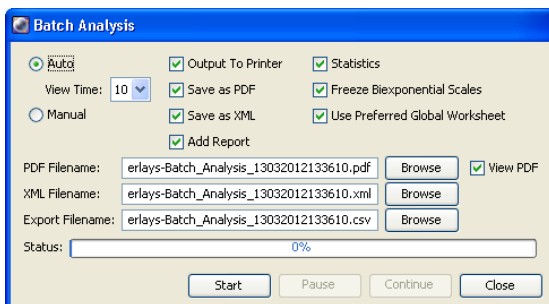 Batch Analysis
Auto Output To Printer Statistics
View Time: 10 Save as PDF Freeze Biexponential Scales
Manual Save as XML Use Preferred Global Worksheet
Add Report
PDF Filename: erlays-Batch_Analysis_13032012133610.pdf Browse View PDF
XML Filename: erlays-Batch_Analysis_13032012133610.xml Browse
Export Filename: erlays-Batch_Analysis_13032012133610.csv Browse
Status: 0%
Start Pause Continue Close